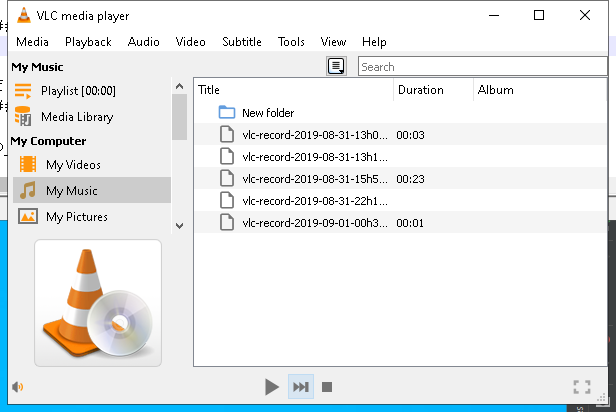 VLC media player
Media Playback Audio Video Subtitle Tools View Help
My Music
Search
Playlist [00:00]
Media Library
My Computer
My Videos
My Music
My Pictures
Title Duration Album
New folder
vlc-record-2019-08-31-13h0... 00:03
vlc-record-2019-08-31-13h1...
vlc-record-2019-08-31-15h5... 00:23
vlc-record-2019-08-31-22h1...
vlc-record-2019-09-01-00h3... 00:01